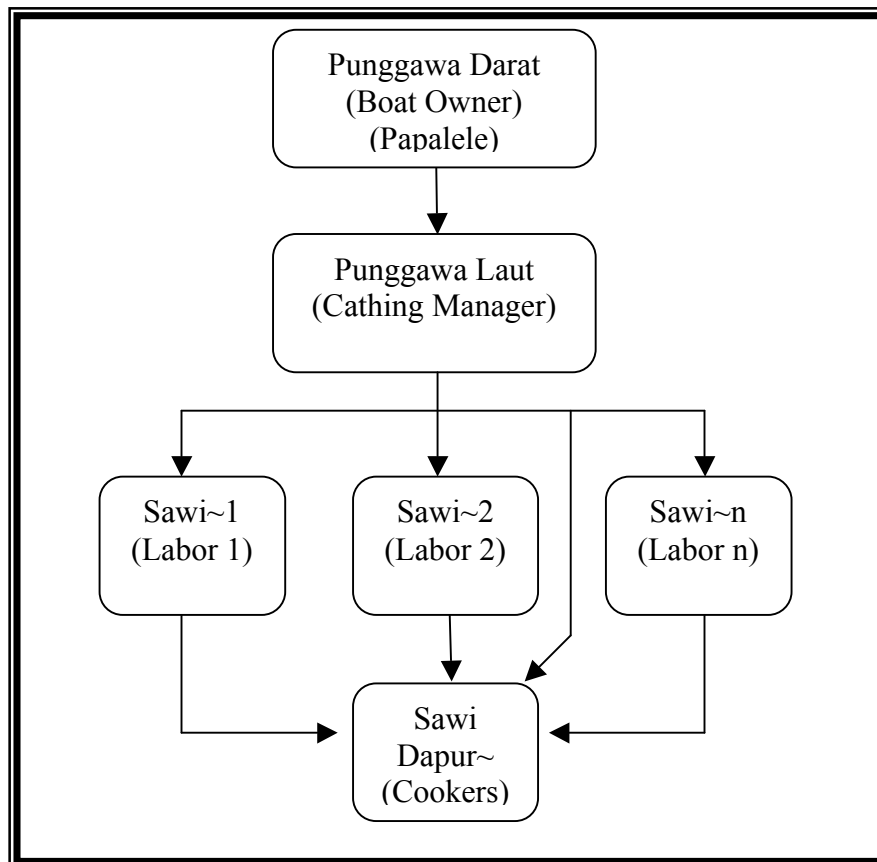 Punggawa Darat
(Boat Owner)
(Papalele)
Punggawa Laut
(Cathing Manager)
Sawi~1
(Labor 1)
Sawi~2
(Labor 2)
Sawi~n
(Labor n)
Sawi
Dapur~
(Cookers)